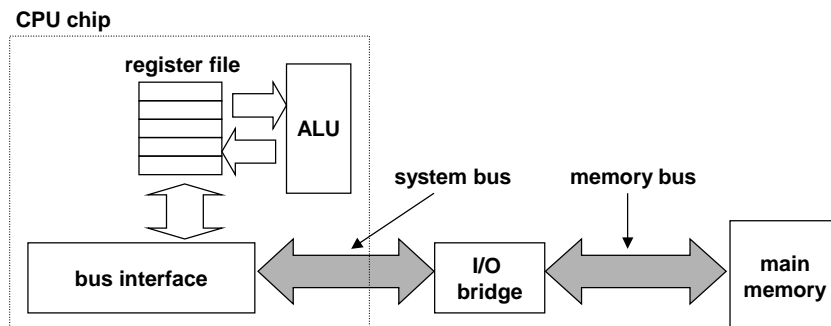 CPU chip
register file
ALU
system bus
memory bus
bus interface
I/O
bridge
main
memory